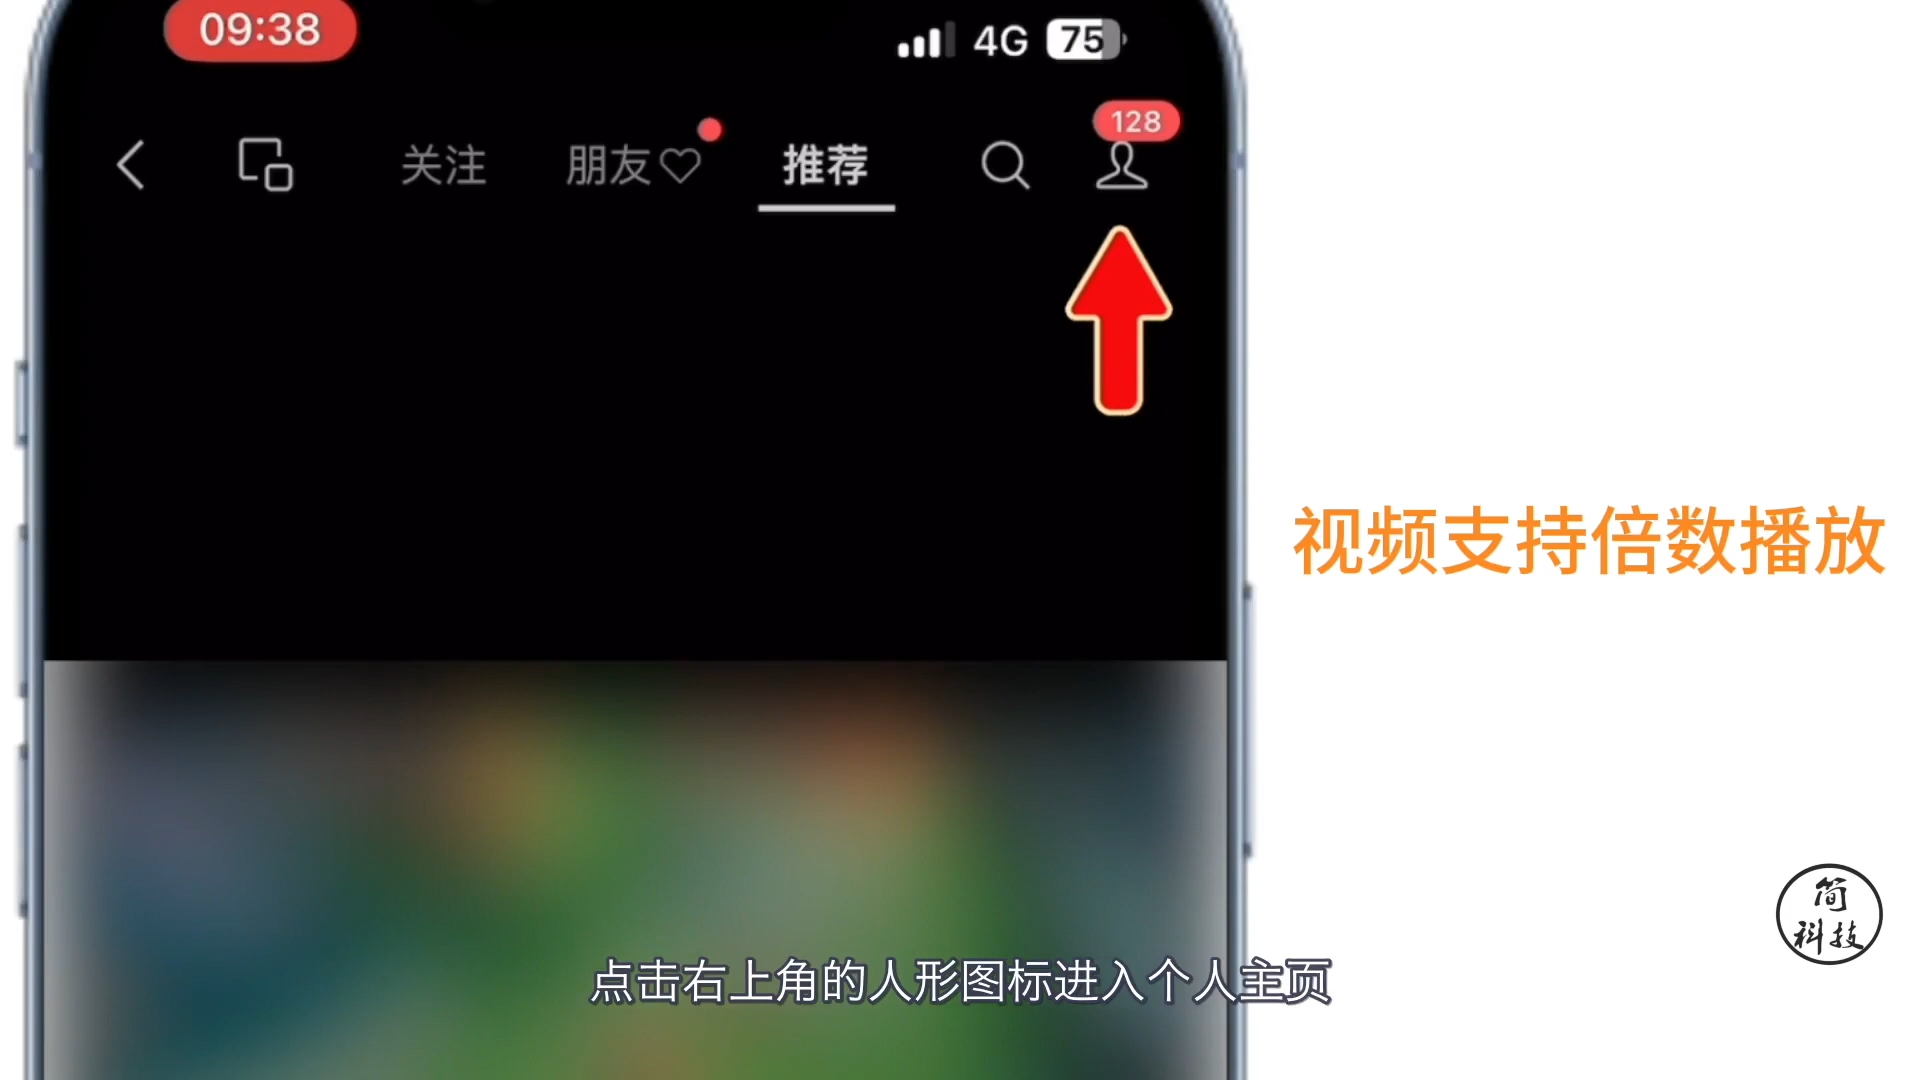 09:38
4G 75
128
关注 朋友 推荐
视频支持倍数播放
简
科技
点击右上角的人形图标进入个人主页